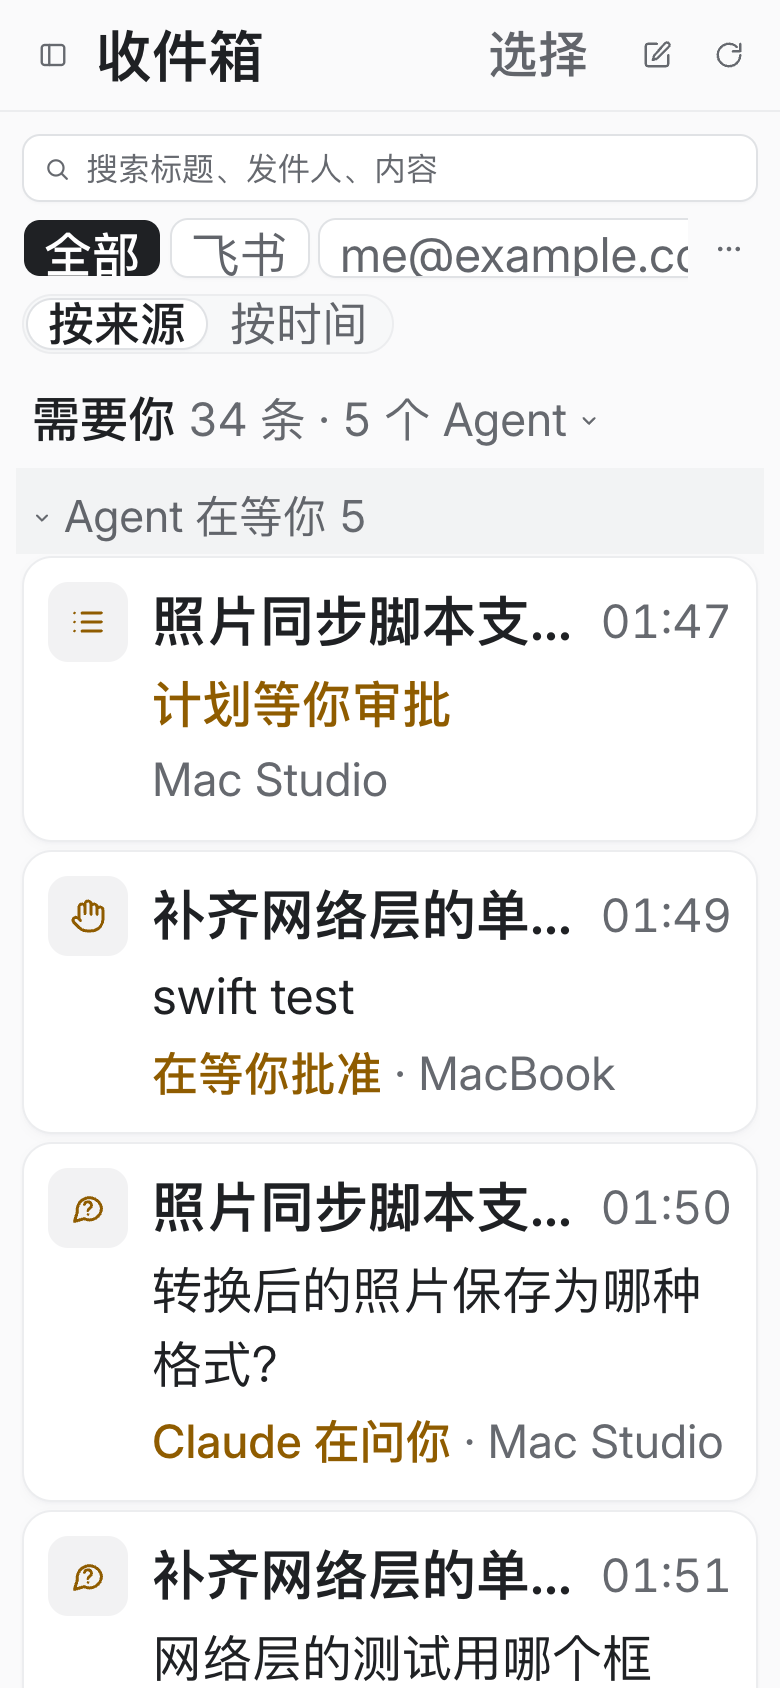 收件箱 选择
搜索标题、发件人、内容
全部 飞书 me@example.co
按来源 按时间
需要你 34 条 · 5 个 Agent
Agent 在等你 5
照片同步脚本支... 01:47
计划等你审批
Mac Studio
补齐网络层的单... 01:49
swift test
在等你批准 · MacBook
照片同步脚本支... 01:50
转换后的照片保存为哪种
格式?
Claude 在问你 · Mac Studio
补齐网络层的单... 01:51
网络层的测试用哪个框